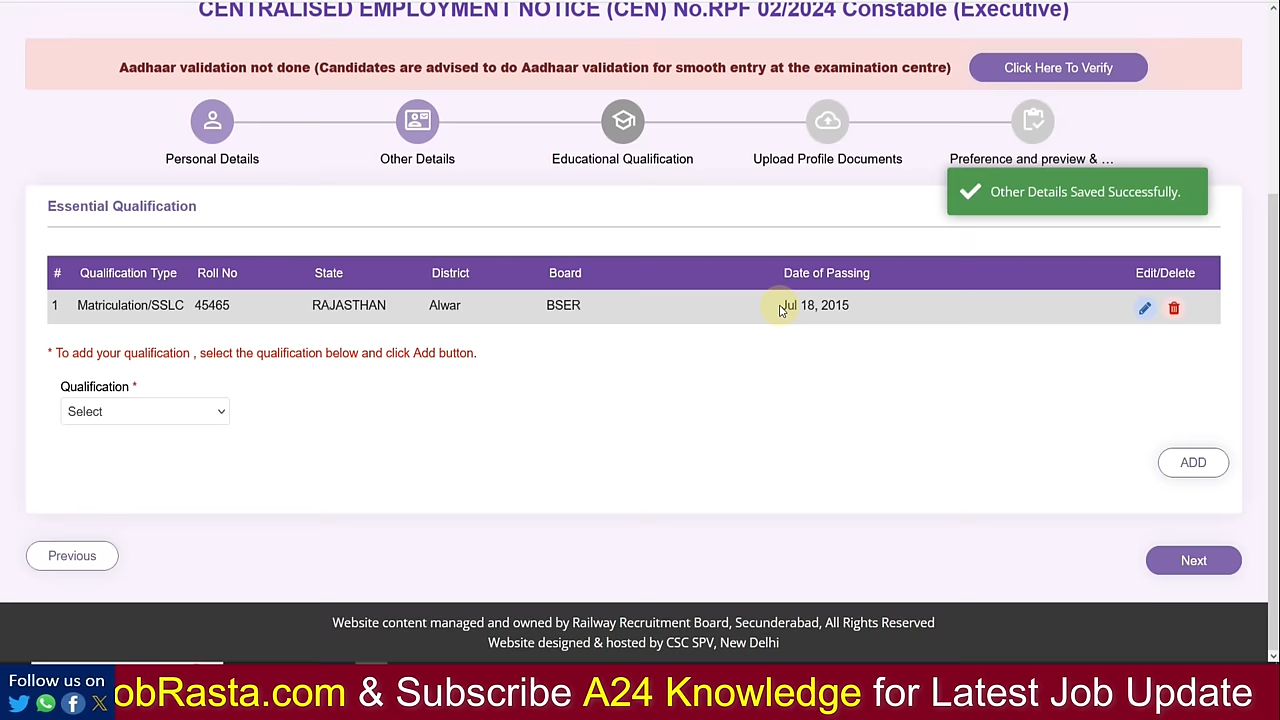 CENTRALISED EMPLOYMENT NOTICE (CEN) No.RPF 02/2024 Constable (Executive)
Aadhaar validation not done (Candidates are advised to do Aadhaar validation for smooth entry at the examination centre)
Click Here To Verify
Personal Details
Other Details
Educational Qualification
Upload Profile Documents
Preference and preview & ...
Other Details Saved Successfully.
Essential Qualification
# Qualification Type Roll No State District Board Date of Passing Edit/Delete
1 Matriculation/SSLC 45465 RAJASTHAN Alwar BSER Jul 18, 2015
* To add your qualification , select the qualification below and click Add button.
Qualification *
Select
ADD
Previous
Next
Website content managed and owned by Railway Recruitment Board, Secunderabad, All Rights Reserved
Website designed & hosted by CSC SPV, New Delhi
Follow us on
obRasta.com & Subscribe A24 Knowledge for Latest Job Update